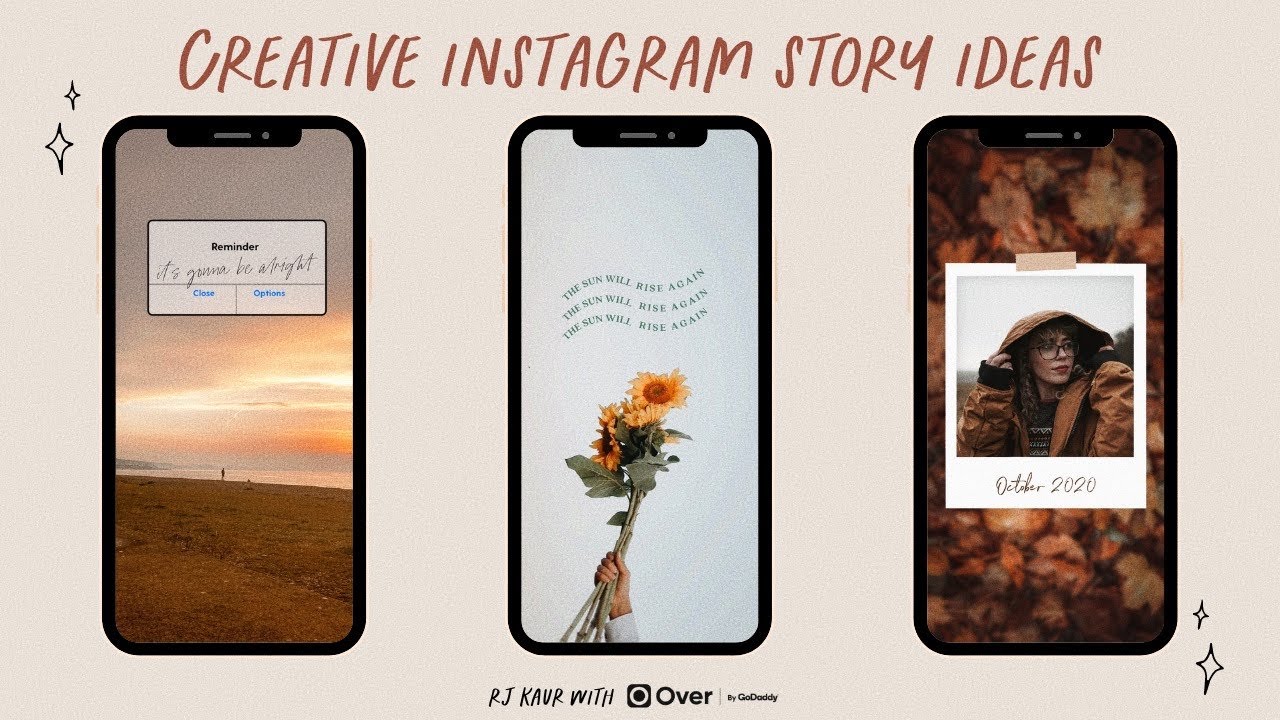 CREATIVE INSTAGRAM STORY IDEAS
Reminder
it's gonna be alright
Close Options
THE SUN WILL RISE AGAIN
THE SUN WILL RISE AGAIN
THE SUN WILL RISE AGAIN
October 2020
RJ KAUR WITH Over By GoDaddy